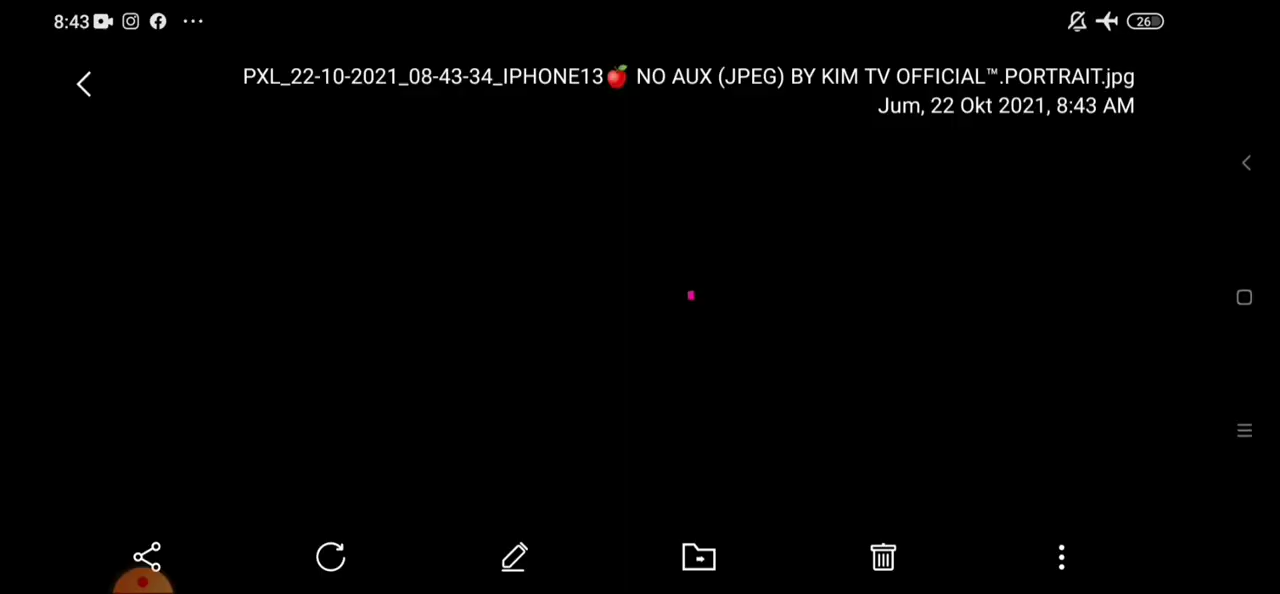 8:43
26
PXL_22-10-2021_08-43-34_IPHONE13🍎 NO AUX (JPEG) BY KIM TV OFFICIAL™.PORTRAIT.jpg
Jum, 22 Okt 2021, 8:43 AM